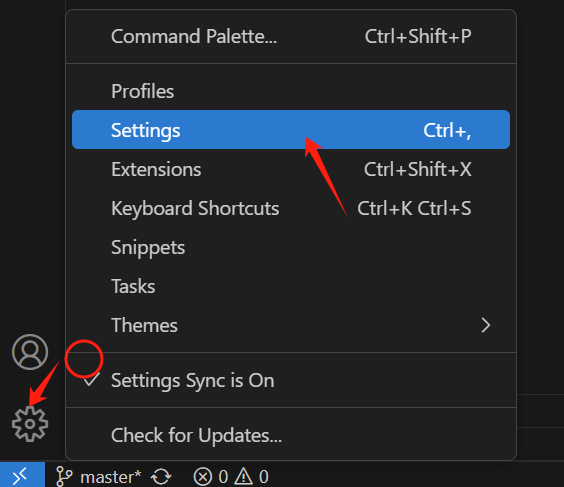 Command Palette... Ctrl+Shift+P
Profiles
Settings Ctrl+,
Extensions Ctrl+Shift+X
Keyboard Shortcuts Ctrl+K Ctrl+S
Snippets
Tasks
Themes
Settings Sync is On
Check for Updates...
master* 0 0